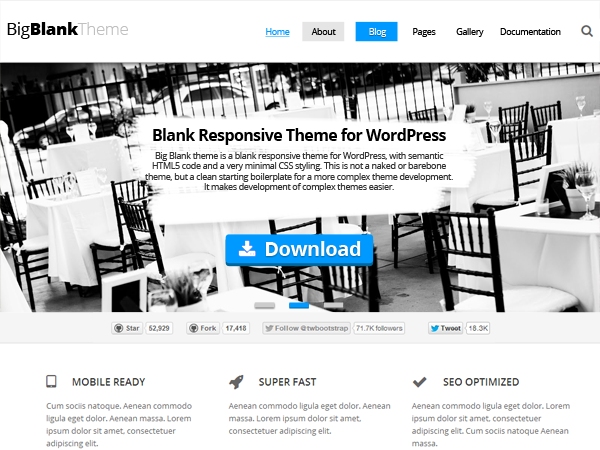 BigBlankTheme
Home About Blog Pages Gallery Documentation
Blank Responsive Theme for WordPress
Big Blank theme is a blank responsive theme for WordPress, with semantic
HTML5 code and a very minimal CSS styling. This is not a naked or barebone
theme, but a clean starting boilerplate for a more complex theme development.
It makes development of complex themes easier.
Download
Star 52,929 Fork 17,418 Follow @twbootstrap 71.7K followers Tweet 18.3K
MOBILE READY
Cum sociis natoque. Aenean commodo
ligula eget dolor. Aenean massa. Lorem
ipsum dolor sit amet, consectetuer
adipiscing elit.
SUPER FAST
Aenean commodo ligula eget dolor. Aenean
massa. Lorem ipsum dolor sit amet,
consectetuer adipiscing elit.
SEO OPTIMIZED
Lorem ipsum dolor sit amet, consectetuer
adipiscing elit. Aenean commodo ligula eget
dolor. Cum sociis natoque Aenean
massa.